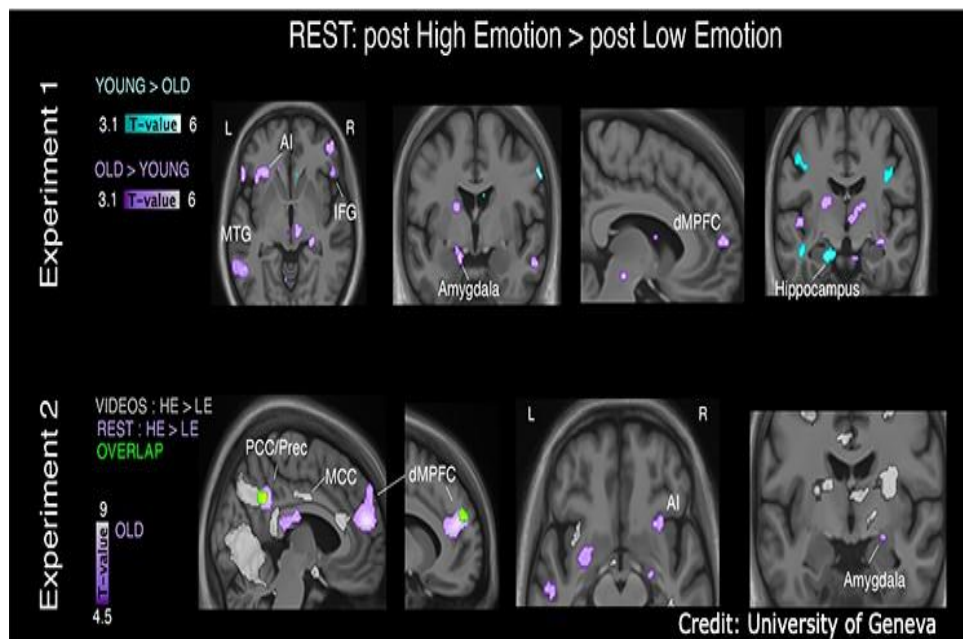 REST: post High Emotion > post Low Emotion
Experiment 1
YOUNG > OLD
3.1 T-value 6
OLD > YOUNG
3.1 T-value 6
L
R
AI
IFG
MTG
Amygdala
dMPFC
Hippocampus
Experiment 2
VIDEOS : HE > LE
REST : HE > LE
OVERLAP
9
T-value
OLD
4.5
PCC/Prec
MCC
dMPFC
L
R
AI
Amygdala
Credit: University of Geneva